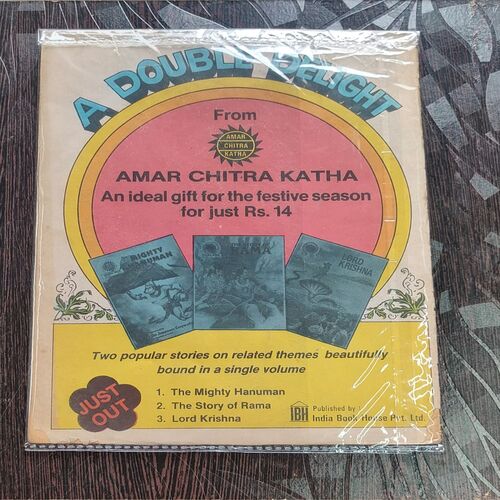 A DOUBLE DELIGHT
From
AMAR
CHITRA
KATHA
AMAR CHITRA KATHA
An ideal gift for the festive season
for just Rs. 14
MIGHTY
HANUMAN
RAMA
LORD
KRISHNA
Two popular stories on related themes beautifully
bound in a single volume
JUST
OUT
1. The Mighty Hanuman
2. The Story of Rama
3. Lord Krishna
IBH
Published by:
India Book House Pvt. Ltd.